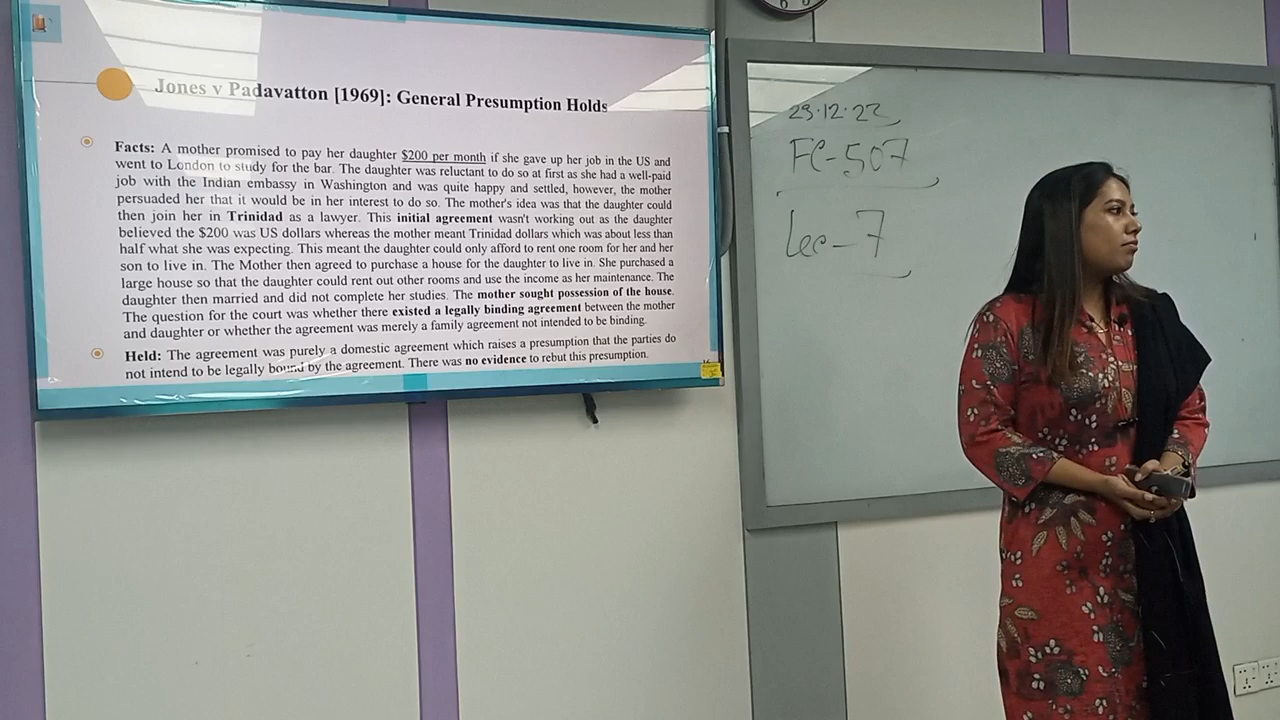 Jones v Padavatton [1969]: General Presumption Holds
Facts: A mother promised to pay her daughter $200 per month if she gave up her job in the US and
went to London to study for the bar. The daughter was reluctant to do so at first as she had a well-paid
job with the Indian embassy in Washington and was quite happy and settled, however, the mother
persuaded her that it would be in her interest to do so. The mother's idea was that the daughter could
then join her in Trinidad as a lawyer. This initial agreement wasn't working out as the daughter
believed the $200 was US dollars whereas the mother meant Trinidad dollars which was about less than
half what she was expecting. This meant the daughter could only afford to rent one room for her and her
son to live in. The Mother then agreed to purchase a house for the daughter to live in. She purchased a
large house so that the daughter could rent out other rooms and use the income as her maintenance. The
daughter then married and did not complete her studies. The mother sought possession of the house.
The question for the court was whether there existed a legally binding agreement between the mother
and daughter or whether the agreement was merely a family agreement not intended to be binding.
Held: The agreement was purely a domestic agreement which raises a presumption that the parties do
not intend to be legally bound by the agreement. There was no evidence to rebut this presumption.
29.12.22
FC-507
Lec-7